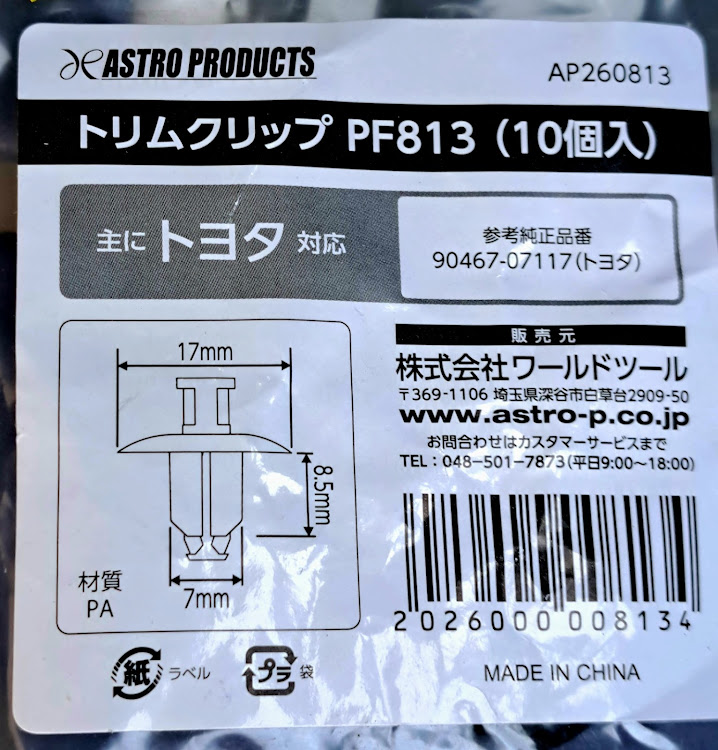 ASTRO PRODUCTS
AP260813
トリムクリップ PF813（10個入）
主にトヨタ対応
参考純正品番
90467-07117(トヨタ)
17mm
8.5mm
7mm
材質
PA
販売元
株式会社ワールドツール
〒369-1106 埼玉県深谷市白草台2909-50
www.astro-p.co.jp
お問合わせはカスタマーサービスまで
TEL：048-501-7873(平日9:00~18:00)
2026000008134
紙 ラベル
プラ 袋
MADE IN CHINA